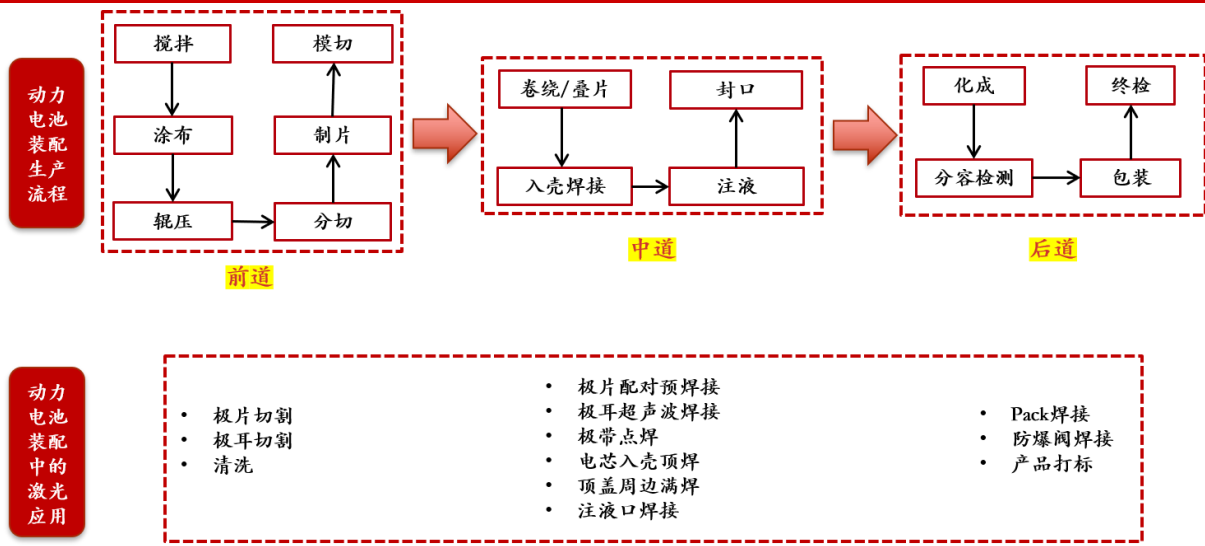 动力
电池
装配
生产
流程
搅拌
涂布
辊压
分切
制片
模切
前道
卷绕/叠片
入壳焊接
注液
封口
中道
化成
分容检测
包装
终检
后道
动力
电池
装配
中的
激光
应用
• 极片切割
• 极耳切割
• 清洗
• 极片配对预焊接
• 极耳超声波焊接
• 极带点焊
• 电芯入壳顶焊
• 顶盖周边满焊
• 注液口焊接
• Pack焊接
• 防爆阀焊接
• 产品打标